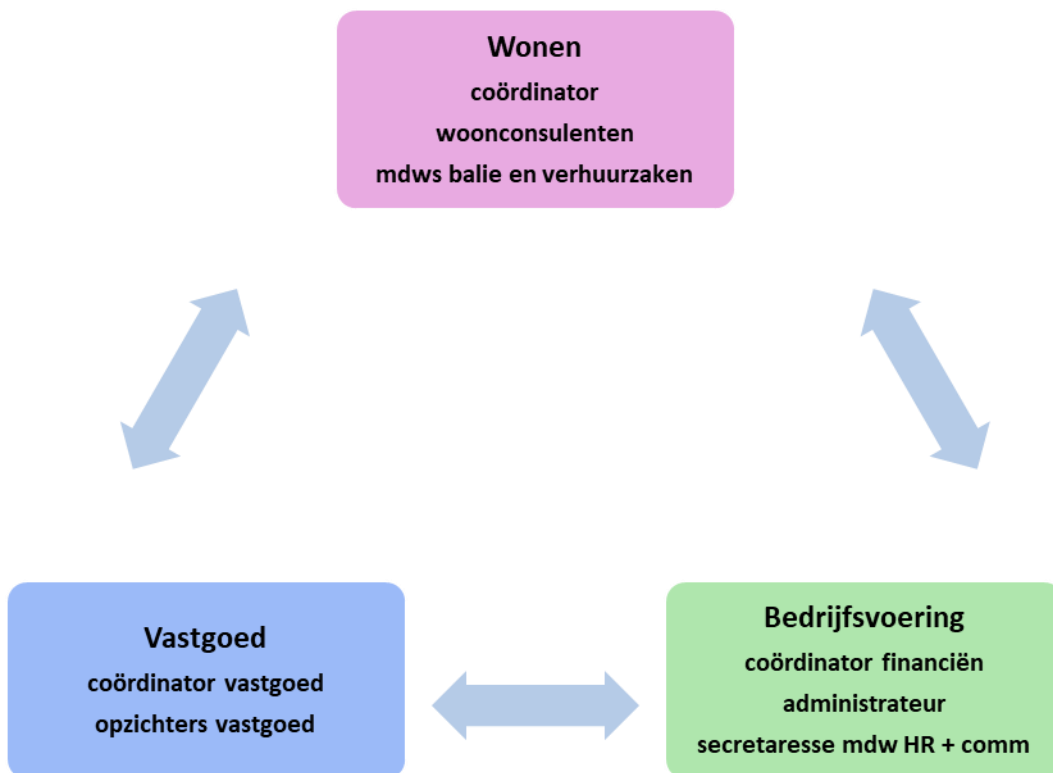 Wonen
coördinator
woonconsulenten
mdws balie en verhuurzaken
Vastgoed
coördinator vastgoed
opzichters vastgoed
Bedrijfsvoering
coördinator financiën
administrateur
secretaresse mdw HR + comm